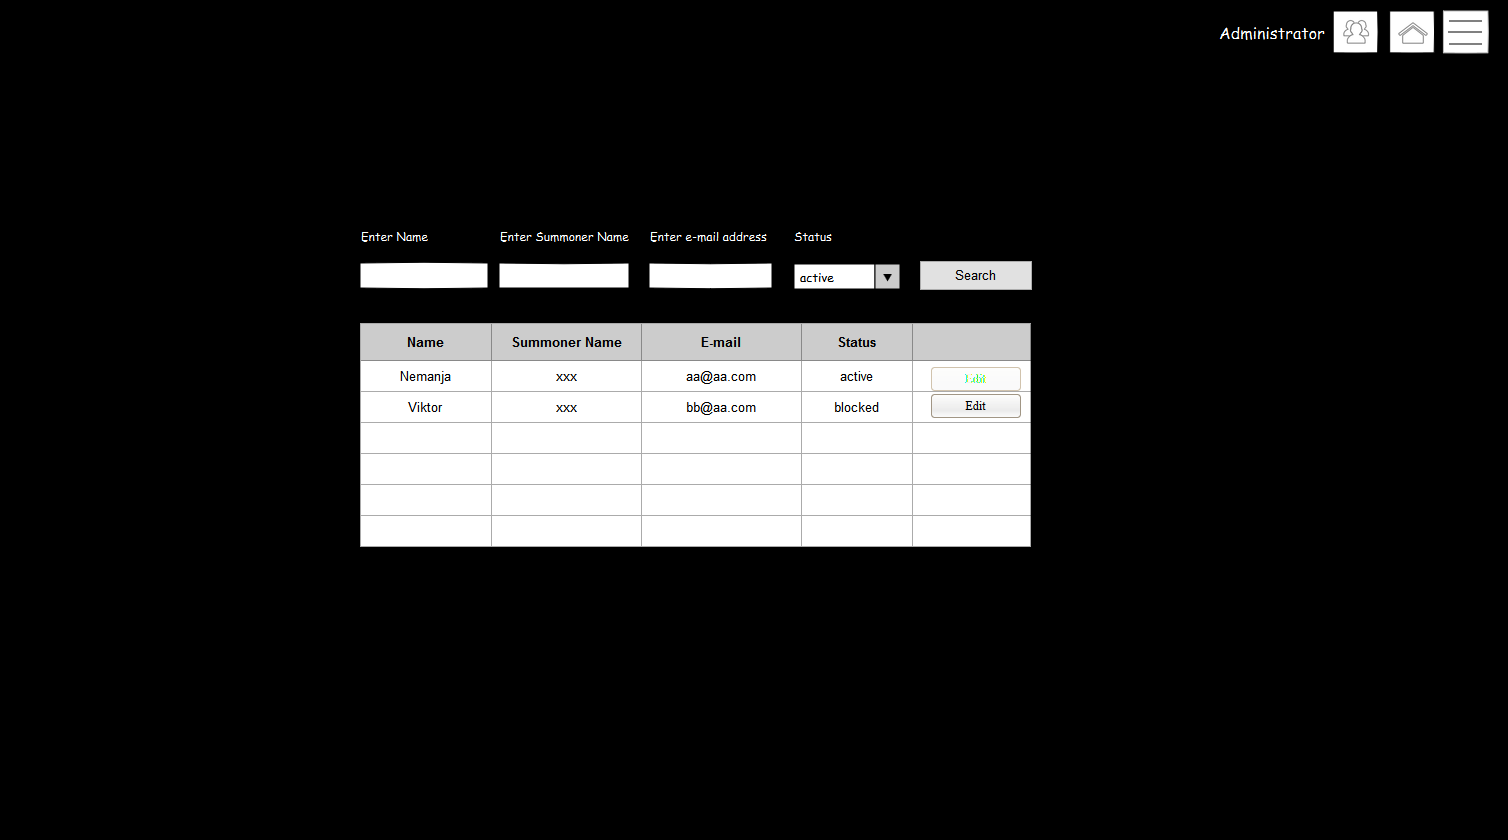 Administrator
Enter Name Enter Summoner Name Enter e-mail address Status
active Search
Name Summoner Name E-mail Status
Nemanja xxx aa@aa.com active Edit
Viktor xxx bb@aa.com blocked Edit